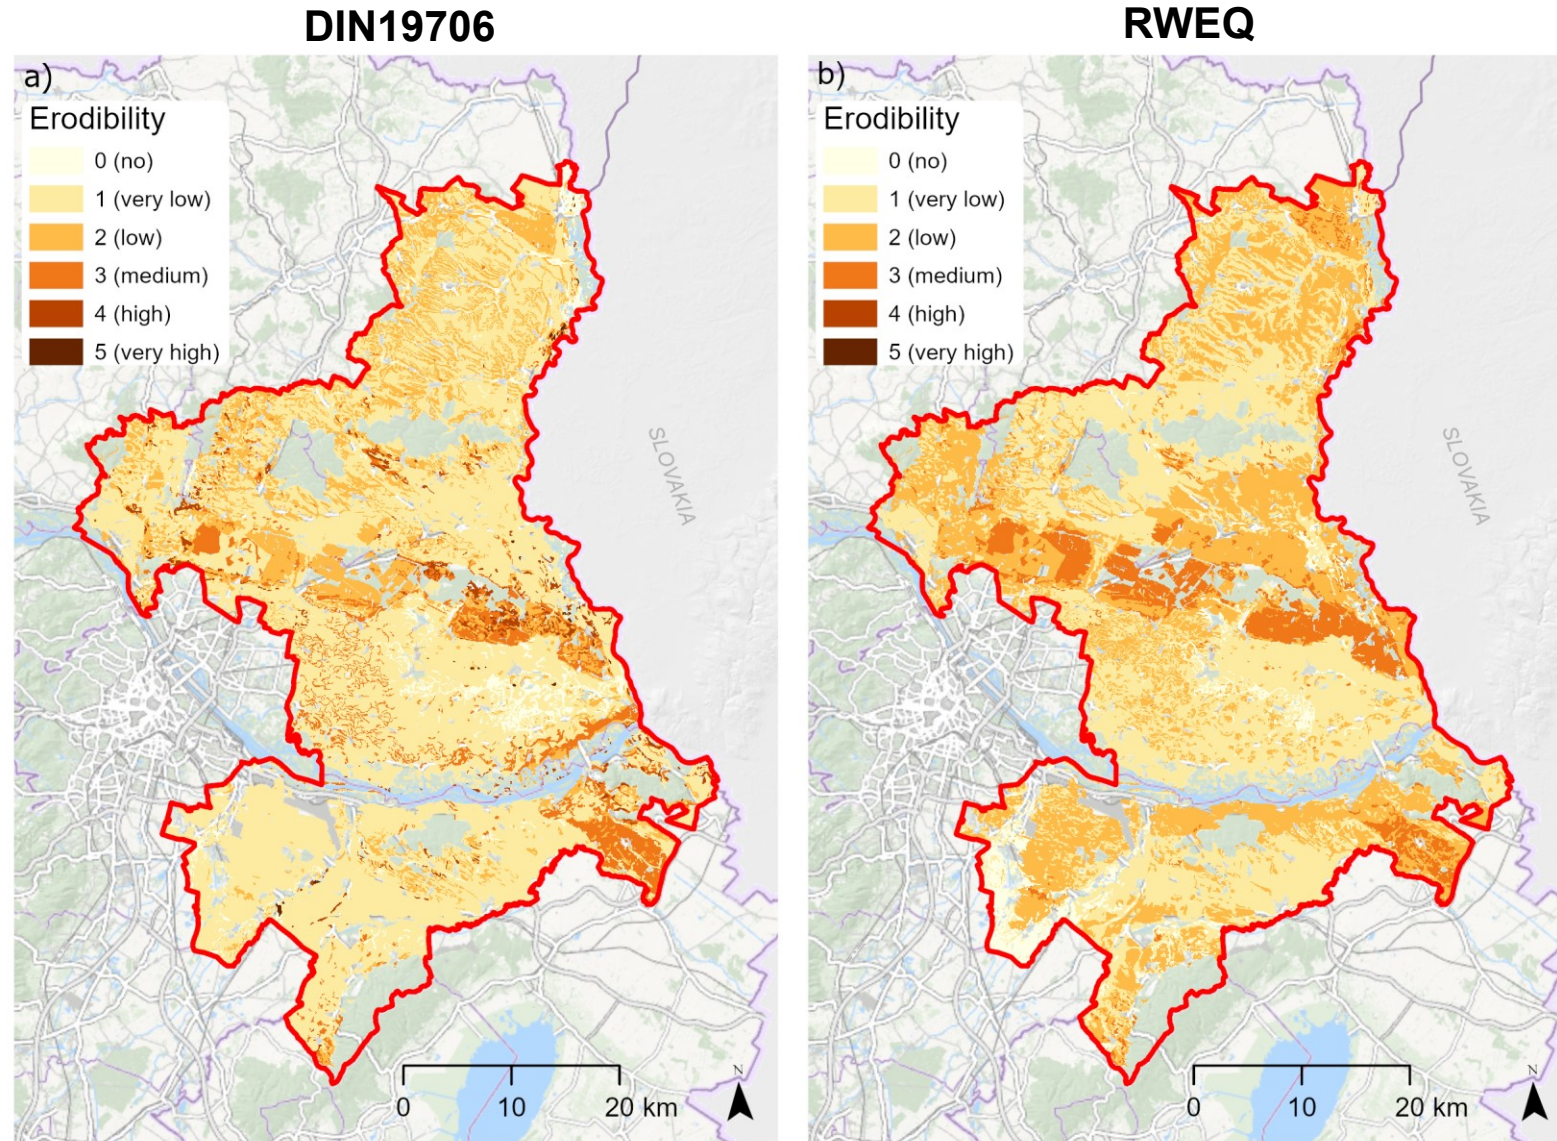 DIN19706
RWEQ
a)
Erodibility
0 (no)
1 (very low)
2 (low)
3 (medium)
4 (high)
5 (very high)
SLOVAKIA
N
0 10 20 km
b)
Erodibility
0 (no)
1 (very low)
2 (low)
3 (medium)
4 (high)
5 (very high)
SLOVAKIA
N
0 10 20 km